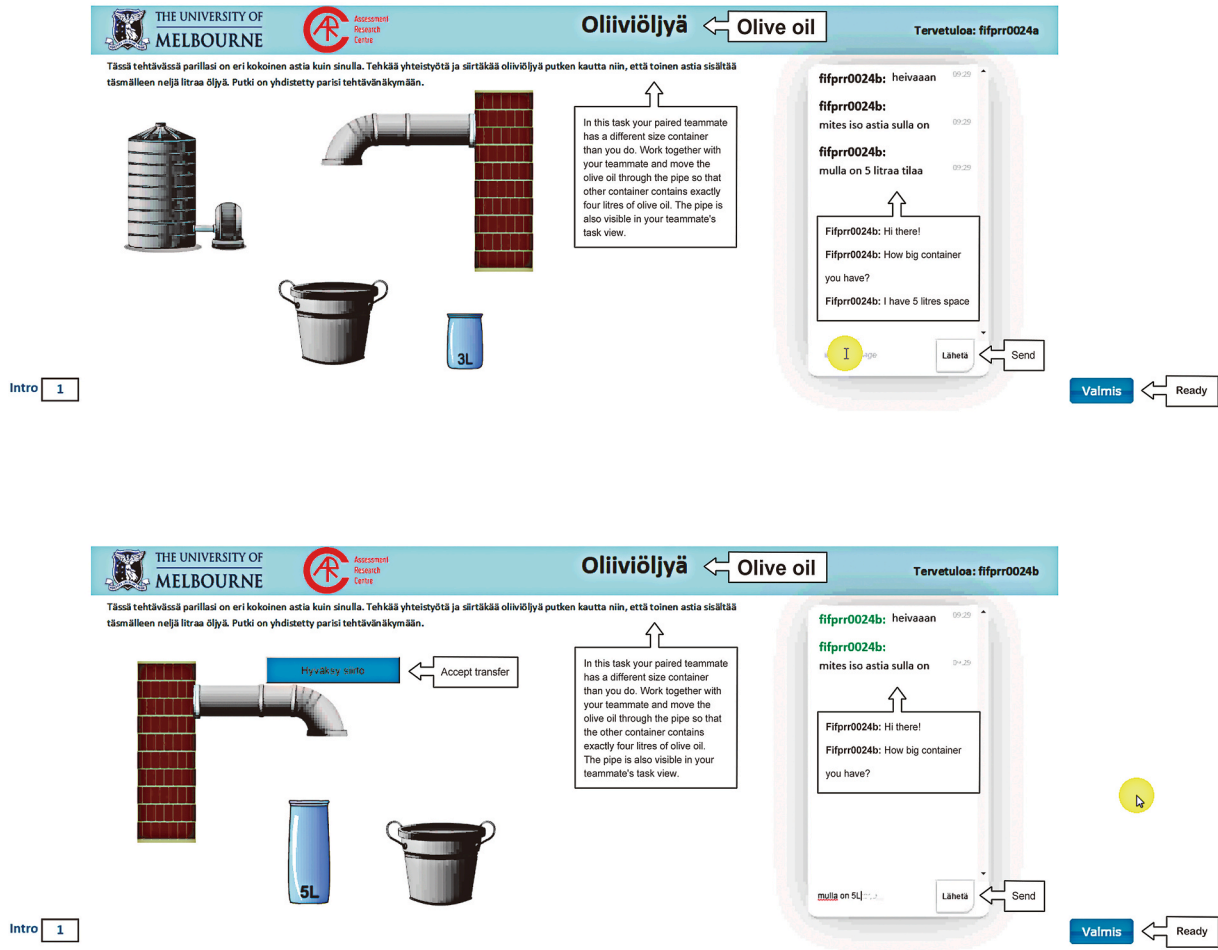 THE UNIVERSITY OF
MELBOURNE
Assessment
Research
Centre
Oliiviöljyä
Olive oil
Tervetuloa: fifprr0024a
Tässä tehtävässä parillasi on eri kokoinen astia kuin sinulla. Tehkää yhteistyötä ja siirtäkää oliiviöljyä putken kautta niin, että toinen astia sisältää
täsmälleen neljä litraa öljyä. Putki on yhdistetty parisi tehtävänäkymään.
In this task your paired teammate
has a different size container
than you do. Work together with
your teammate and move the
olive oil through the pipe so that
other container contains exactly
four litres of olive oil. The pipe is
also visible in your teammate's
task view.
fifprr0024b: heivaaan 09:29
fifprr0024b:
mites iso astia sulla on 09:29
fifprr0024b:
mulla on 5 litraa tilaa 09:29
Fifprr0024b: Hi there!
Fifprr0024b: How big container
you have?
Fifprr0024b: I have 5 litres space
3L
Lähetä
Send
Intro 1
Valmis
Ready
THE UNIVERSITY OF
MELBOURNE
Assessment
Research
Centre
Oliiviöljyä
Olive oil
Tervetuloa: fifprr0024b
Tässä tehtävässä parillasi on eri kokoinen astia kuin sinulla. Tehkää yhteistyötä ja siirtäkää oliiviöljyä putken kautta niin, että toinen astia sisältää
täsmälleen neljä litraa öljyä. Putki on yhdistetty parisi tehtävänäkymään.
Accept transfer
In this task your paired teammate
has a different size container
than you do. Work together with
your teammate and move the
olive oil through the pipe so that
the other container contains
exactly four litres of olive oil.
The pipe is also visible in your
teammate's task view.
fifprr0024b: heivaaan 09:29
fifprr0024b:
mites iso astia sulla on 09:29
Fifprr0024b: Hi there!
Fifprr0024b: How big container
you have?
5L
mulla on 5L
Lähetä
Send
Intro 1
Valmis
Ready